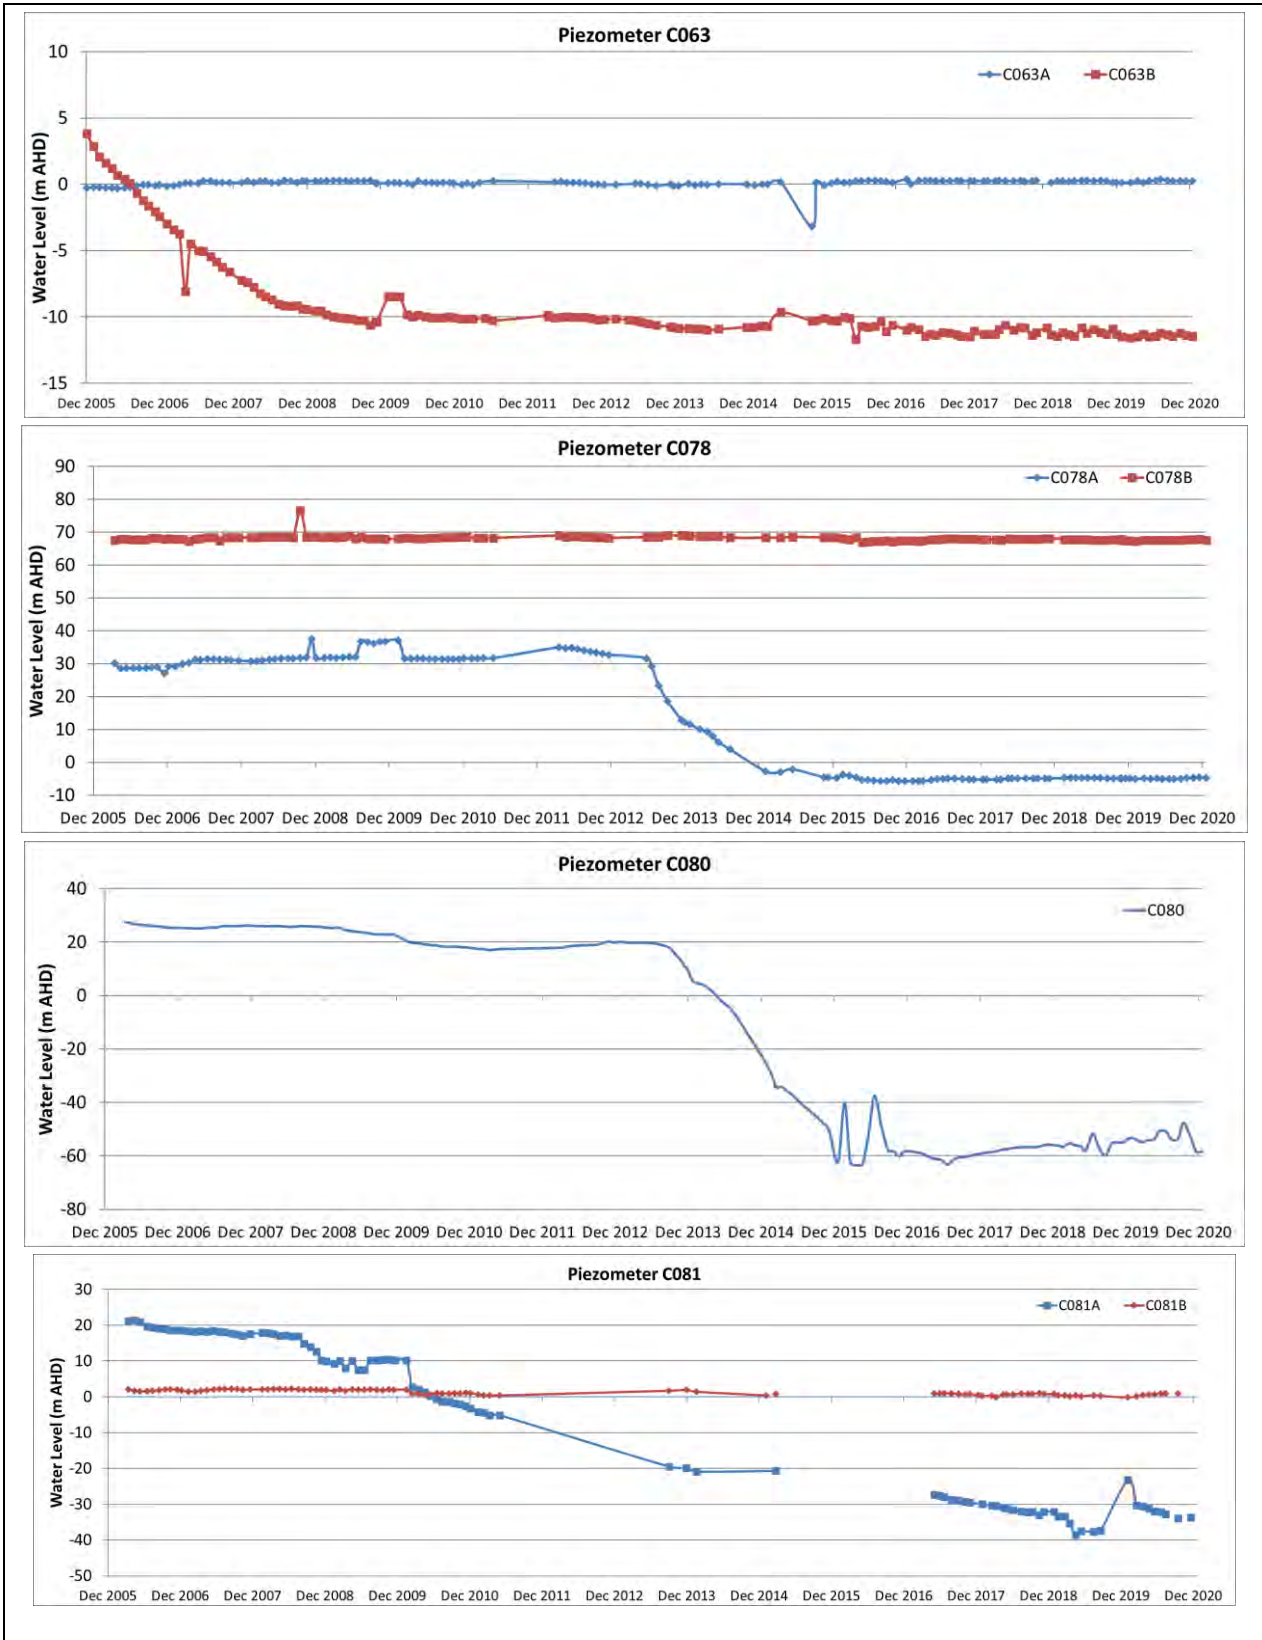 Piezometer C063
C063A C063B
Water Level (m AHD)
10
5
0
-5
-10
-15
Dec 2005 Dec 2006 Dec 2007 Dec 2008 Dec 2009 Dec 2010 Dec 2011 Dec 2012 Dec 2013 Dec 2014 Dec 2015 Dec 2016 Dec 2017 Dec 2018 Dec 2019 Dec 2020
Piezometer C078
C078A C078B
Water Level (m AHD)
90
80
70
60
50
40
30
20
10
0
-10
Dec 2005 Dec 2006 Dec 2007 Dec 2008 Dec 2009 Dec 2010 Dec 2011 Dec 2012 Dec 2013 Dec 2014 Dec 2015 Dec 2016 Dec 2017 Dec 2018 Dec 2019 Dec 2020
Piezometer C080
C080
Water Level (m AHD)
40
20
0
-20
-40
-60
-80
Dec 2005 Dec 2006 Dec 2007 Dec 2008 Dec 2009 Dec 2010 Dec 2011 Dec 2012 Dec 2013 Dec 2014 Dec 2015 Dec 2016 Dec 2017 Dec 2018 Dec 2019 Dec 2020
Piezometer C081
C081A C081B
Water Level (m AHD)
30
20
10
0
-10
-20
-30
-40
-50
Dec 2005 Dec 2006 Dec 2007 Dec 2008 Dec 2009 Dec 2010 Dec 2011 Dec 2012 Dec 2013 Dec 2014 Dec 2015 Dec 2016 Dec 2017 Dec 2018 Dec 2019 Dec 2020